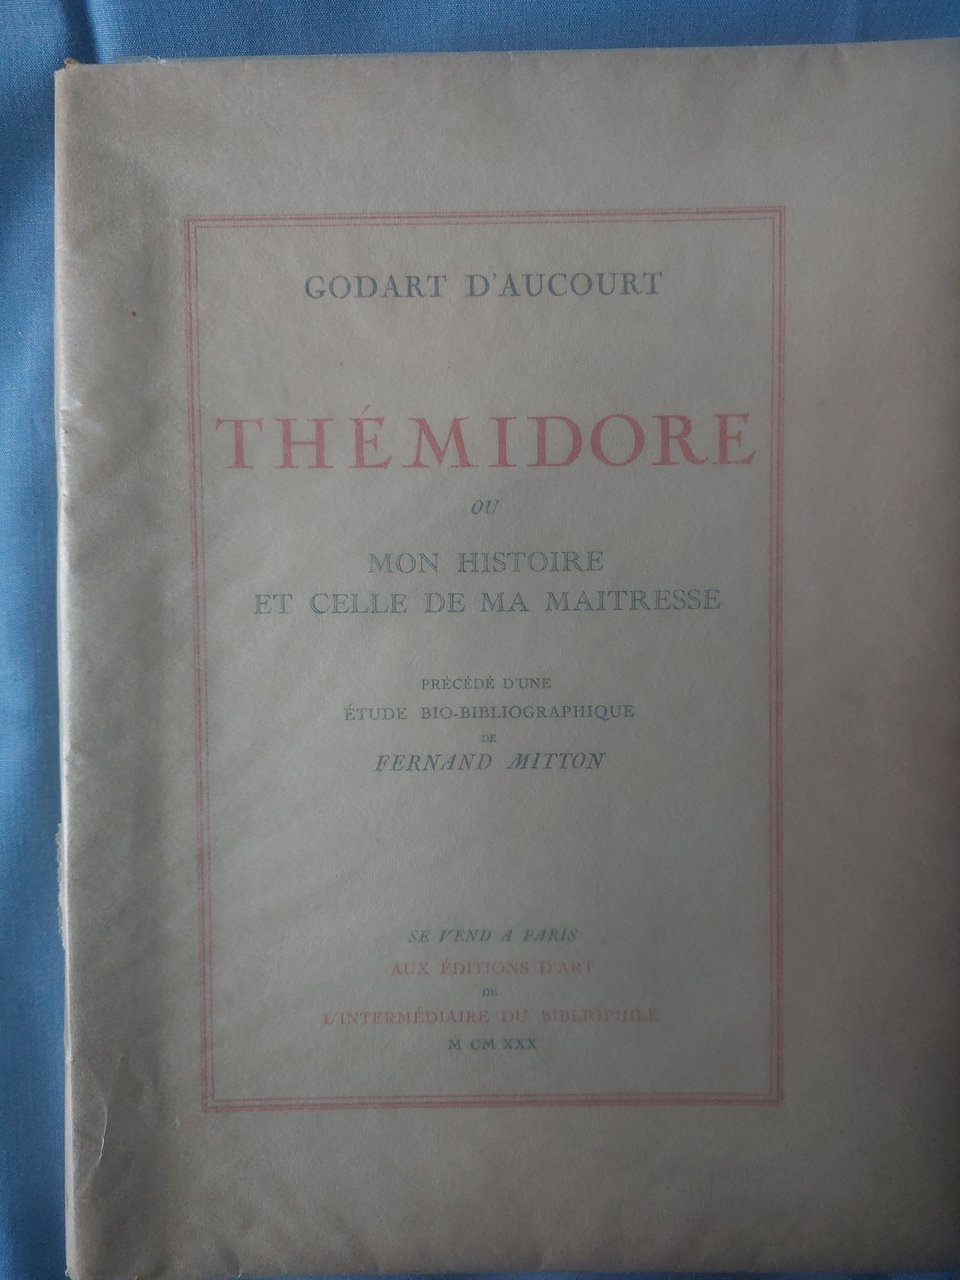 GODART D'AUCOURT
THÉMIDORE
OU
MON HISTOIRE
ET CELLE DE MA MAITRESSE
PRÉCÉDÉ D'UNE
ÉTUDE BIO-BIBLIOGRAPHIQUE
DE
FERNAND MITTON
SE VEND A PARIS
AUX ÉDITIONS D'ART
DE
L'INTERMÉDIAIRE DU BIBLIOPHILE
M CM XXX